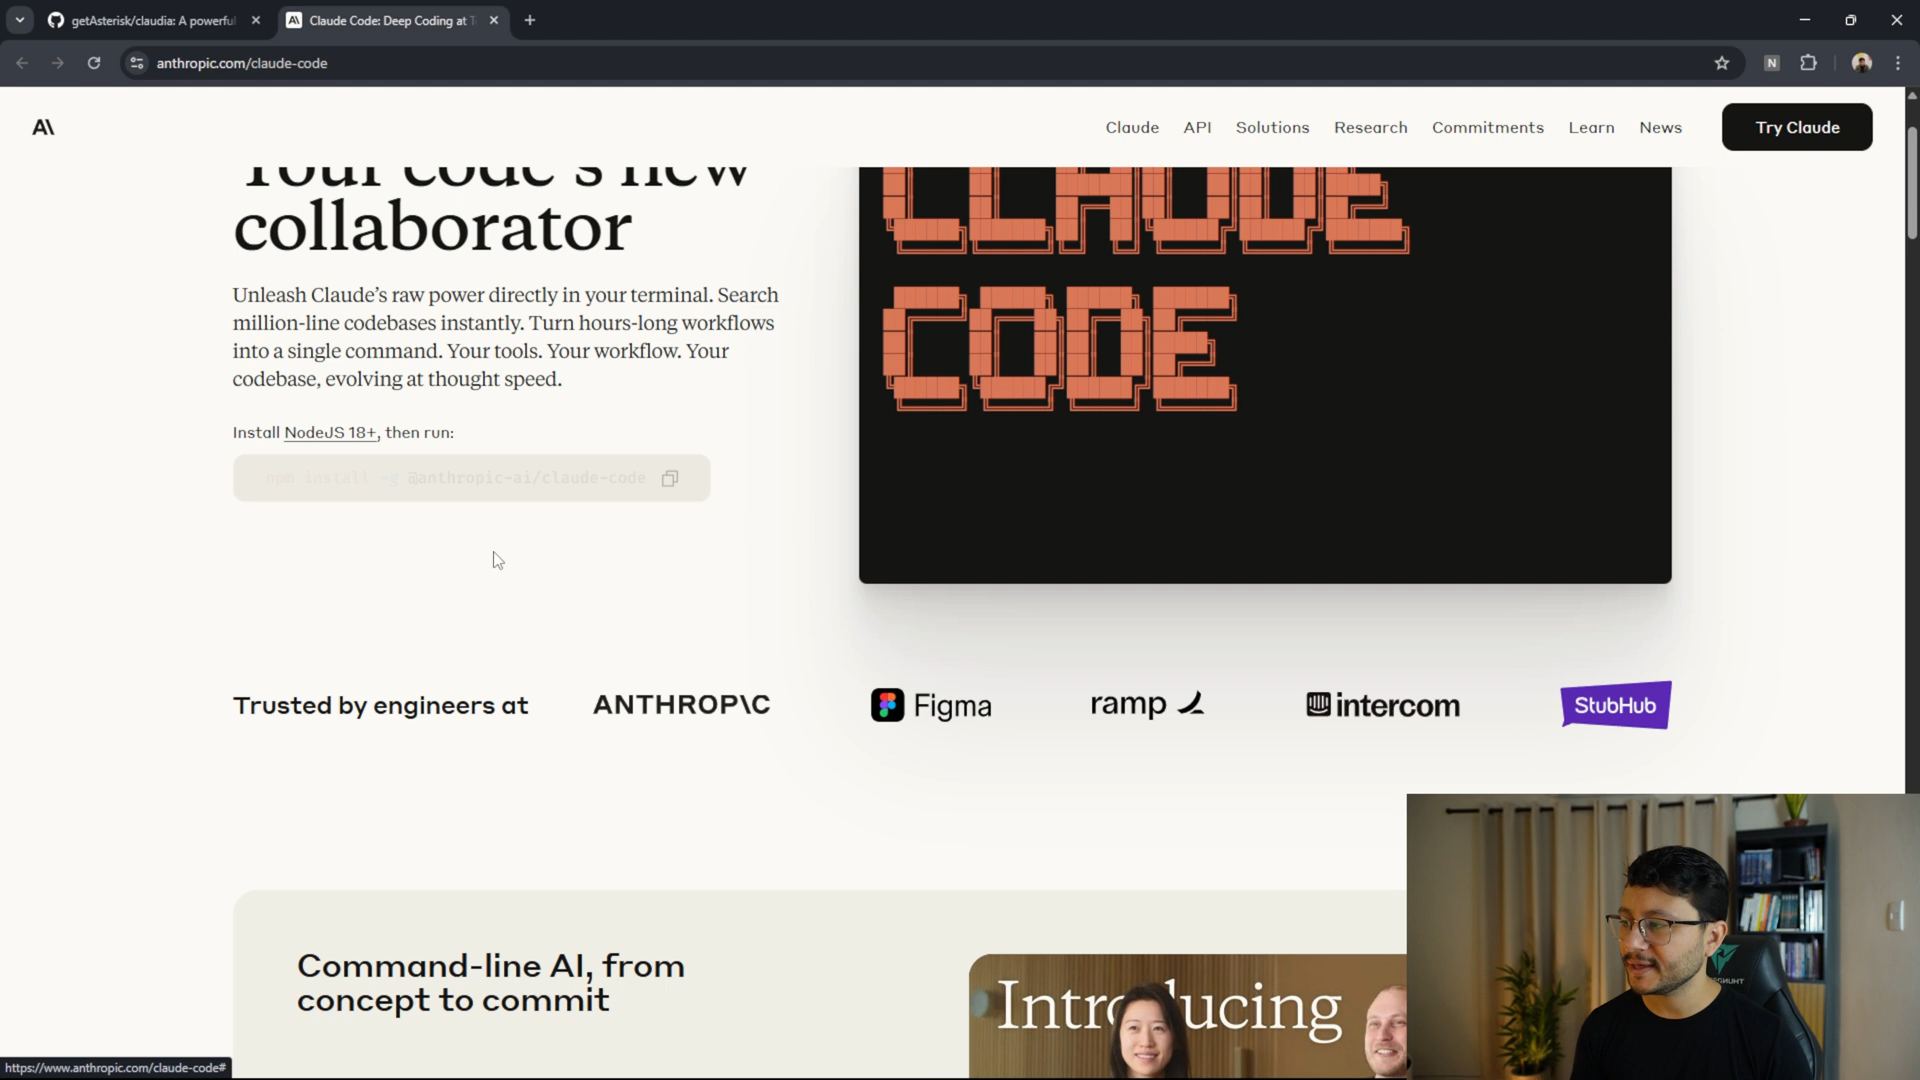 getAsterisk/claudia: A powerful
Claude Code: Deep Coding at T
anthropic.com/claude-code
N
A\
Claude
API
Solutions
Research
Commitments
Learn
News
Try Claude
Your code's new
collaborator
CLAUDE
CODE
Unleash Claude's raw power directly in your terminal. Search
million-line codebases instantly. Turn hours-long workflows
into a single command. Your tools. Your workflow. Your
codebase, evolving at thought speed.
Install NodeJS 18+, then run:
npm install -g @anthropic-ai/claude-code
Trusted by engineers at
ANTHROP\C
Figma
ramp
intercom
StubHub
Command-line AI, from
concept to commit
Introducing
https://www.anthropic.com/claude-code#